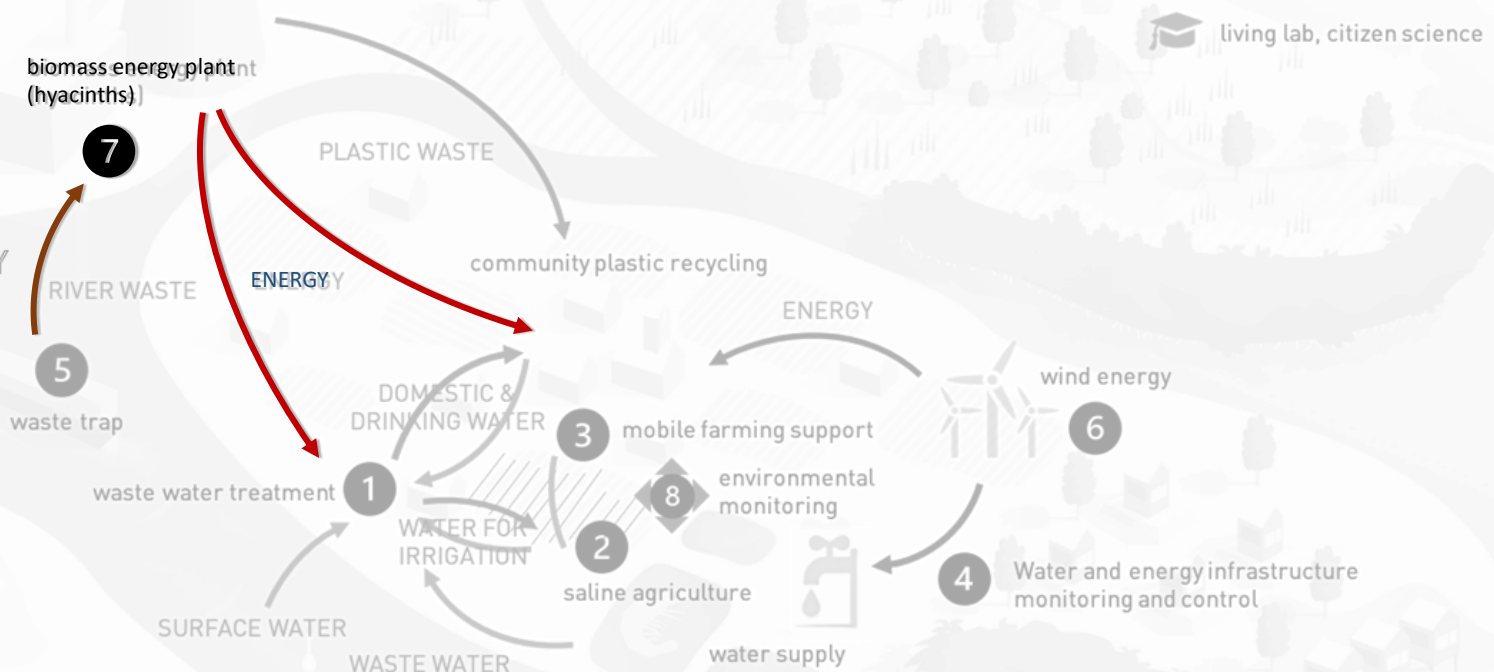 living lab, citizen science
biomass energy plant
(hyacinths)
7
PLASTIC WASTE
community plastic recycling
ENERGY
RIVER WASTE
ENERGY
5
waste trap
wind energy
6
DOMESTIC &
DRINKING WATER
3
mobile farming support
waste water treatment
1
8
environmental
monitoring
WATER FOR
IRRIGATION
2
saline agriculture
4
Water and energy infrastructure
monitoring and control
SURFACE WATER
WASTE WATER
water supply